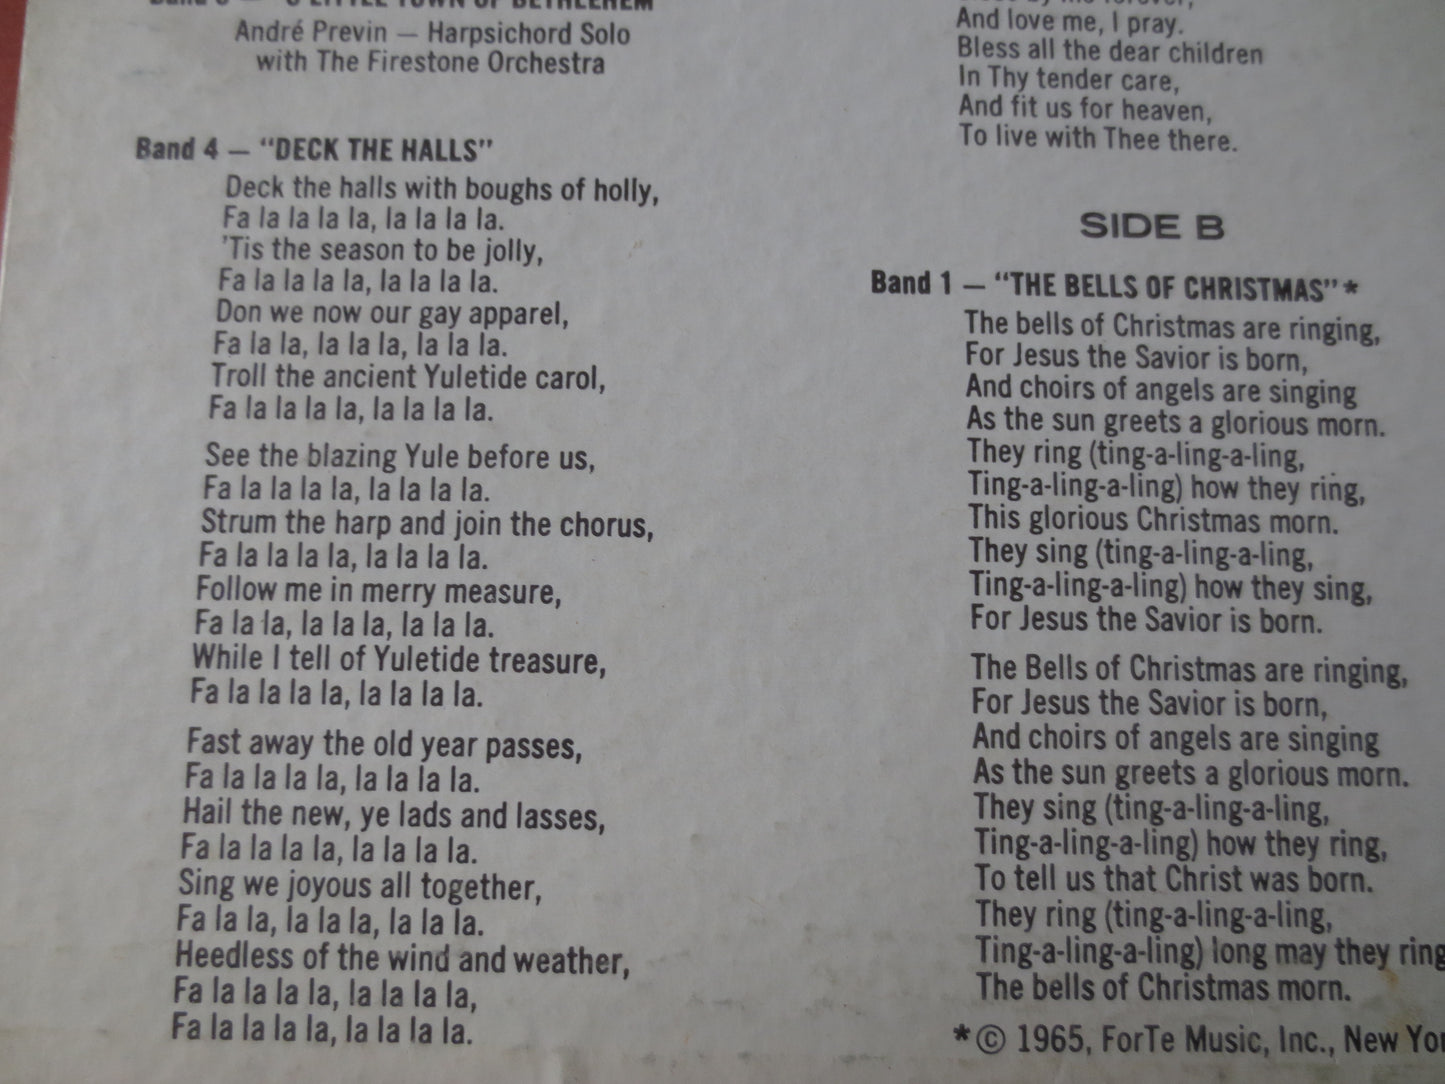 "O LITTLE TOWN OF BETHLEHEM"
André Previn — Harpsichord Solo
with The Firestone Orchestra
Band 4 — "DECK THE HALLS"
Deck the halls with boughs of holly,
Fa la la la la, la la la la.
'Tis the season to be jolly,
Fa la la la la, la la la la.
Don we now our gay apparel,
Fa la la, la la la, la la la.
Troll the ancient Yuletide carol,
Fa la la la la, la la la la.
See the blazing Yule before us,
Fa la la la la, la la la la.
Strum the harp and join the chorus,
Fa la la la la, la la la la.
Follow me in merry measure,
Fa la la, la la la, la la la.
While I tell of Yuletide treasure,
Fa la la la la, la la la la.
Fast away the old year passes,
Fa la la la la, la la la la.
Hail the new, ye lads and lasses,
Fa la la la la, la la la la.
Sing we joyous all together,
Fa la la, la la la, la la la.
Heedless of the wind and weather,
Fa la la la la, la la la la,
Fa la la la la, la la la la.
And love me, I pray.
Bless all the dear children
In Thy tender care,
And fit us for heaven,
To live with Thee there.
SIDE B
Band 1 — "THE BELLS OF CHRISTMAS"*
The bells of Christmas are ringing,
For Jesus the Savior is born,
And choirs of angels are singing
As the sun greets a glorious morn.
They ring (ting-a-ling-a-ling,
Ting-a-ling-a-ling) how they ring,
This glorious Christmas morn.
They sing (ting-a-ling-a-ling,
Ting-a-ling-a-ling) how they sing,
For Jesus the Savior is born.
The Bells of Christmas are ringing,
For Jesus the Savior is born,
And choirs of angels are singing
As the sun greets a glorious morn.
They sing (ting-a-ling-a-ling,
Ting-a-ling-a-ling) how they ring,
To tell us that Christ was born.
They ring (ting-a-ling-a-ling,
Ting-a-ling-a-ling) long may they ring
The bells of Christmas morn.
*© 1965, ForTe Music, Inc., New Yor